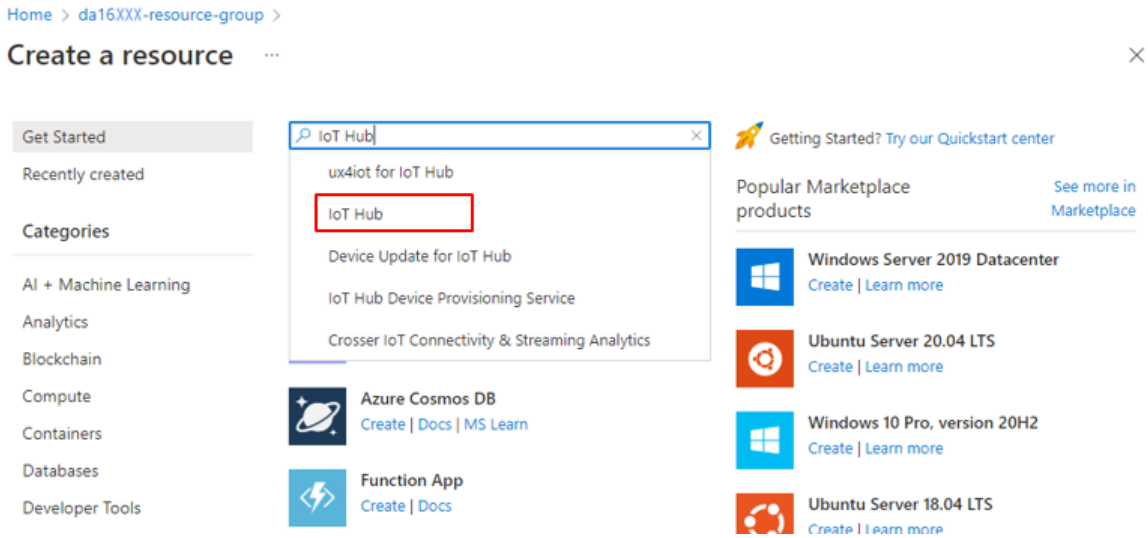 Home > da16XXX-resource-group >
Create a resource ...
Get Started
Recently created
Categories
AI + Machine Learning
Analytics
Blockchain
Compute
Containers
Databases
Developer Tools
IoT Hub
ux4iot for IoT Hub
IoT Hub
Device Update for IoT Hub
IoT Hub Device Provisioning Service
Crosser IoT Connectivity & Streaming Analytics
Azure Cosmos DB
Create | Docs | MS Learn
Function App
Create | Docs
Getting Started? Try our Quickstart center
Popular Marketplace
products
See more in
Marketplace
Windows Server 2019 Datacenter
Create | Learn more
Ubuntu Server 20.04 LTS
Create | Learn more
Windows 10 Pro, version 20H2
Create | Learn more
Ubuntu Server 18.04 LTS
Create | Learn more